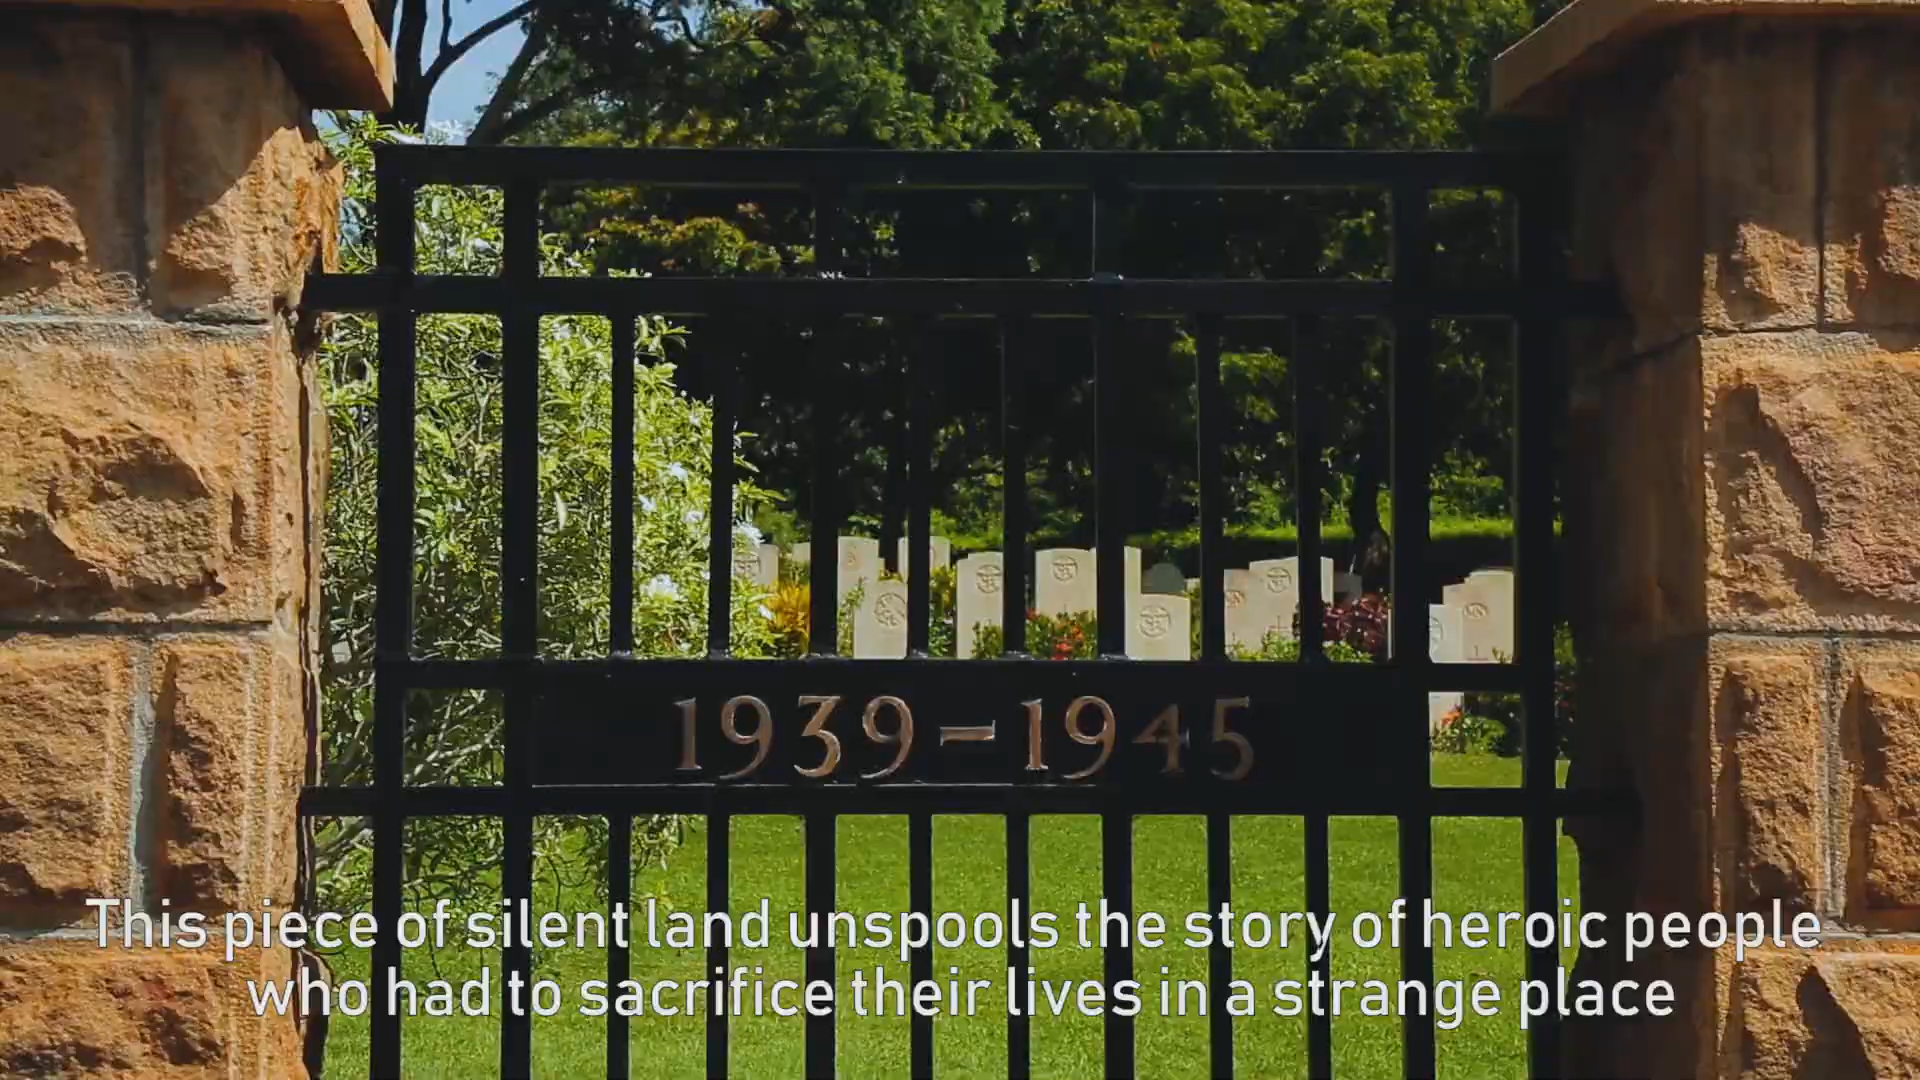 1939-1945
This piece of silent land unspools the story of heroic people
who had to sacrifice their lives in a strange place